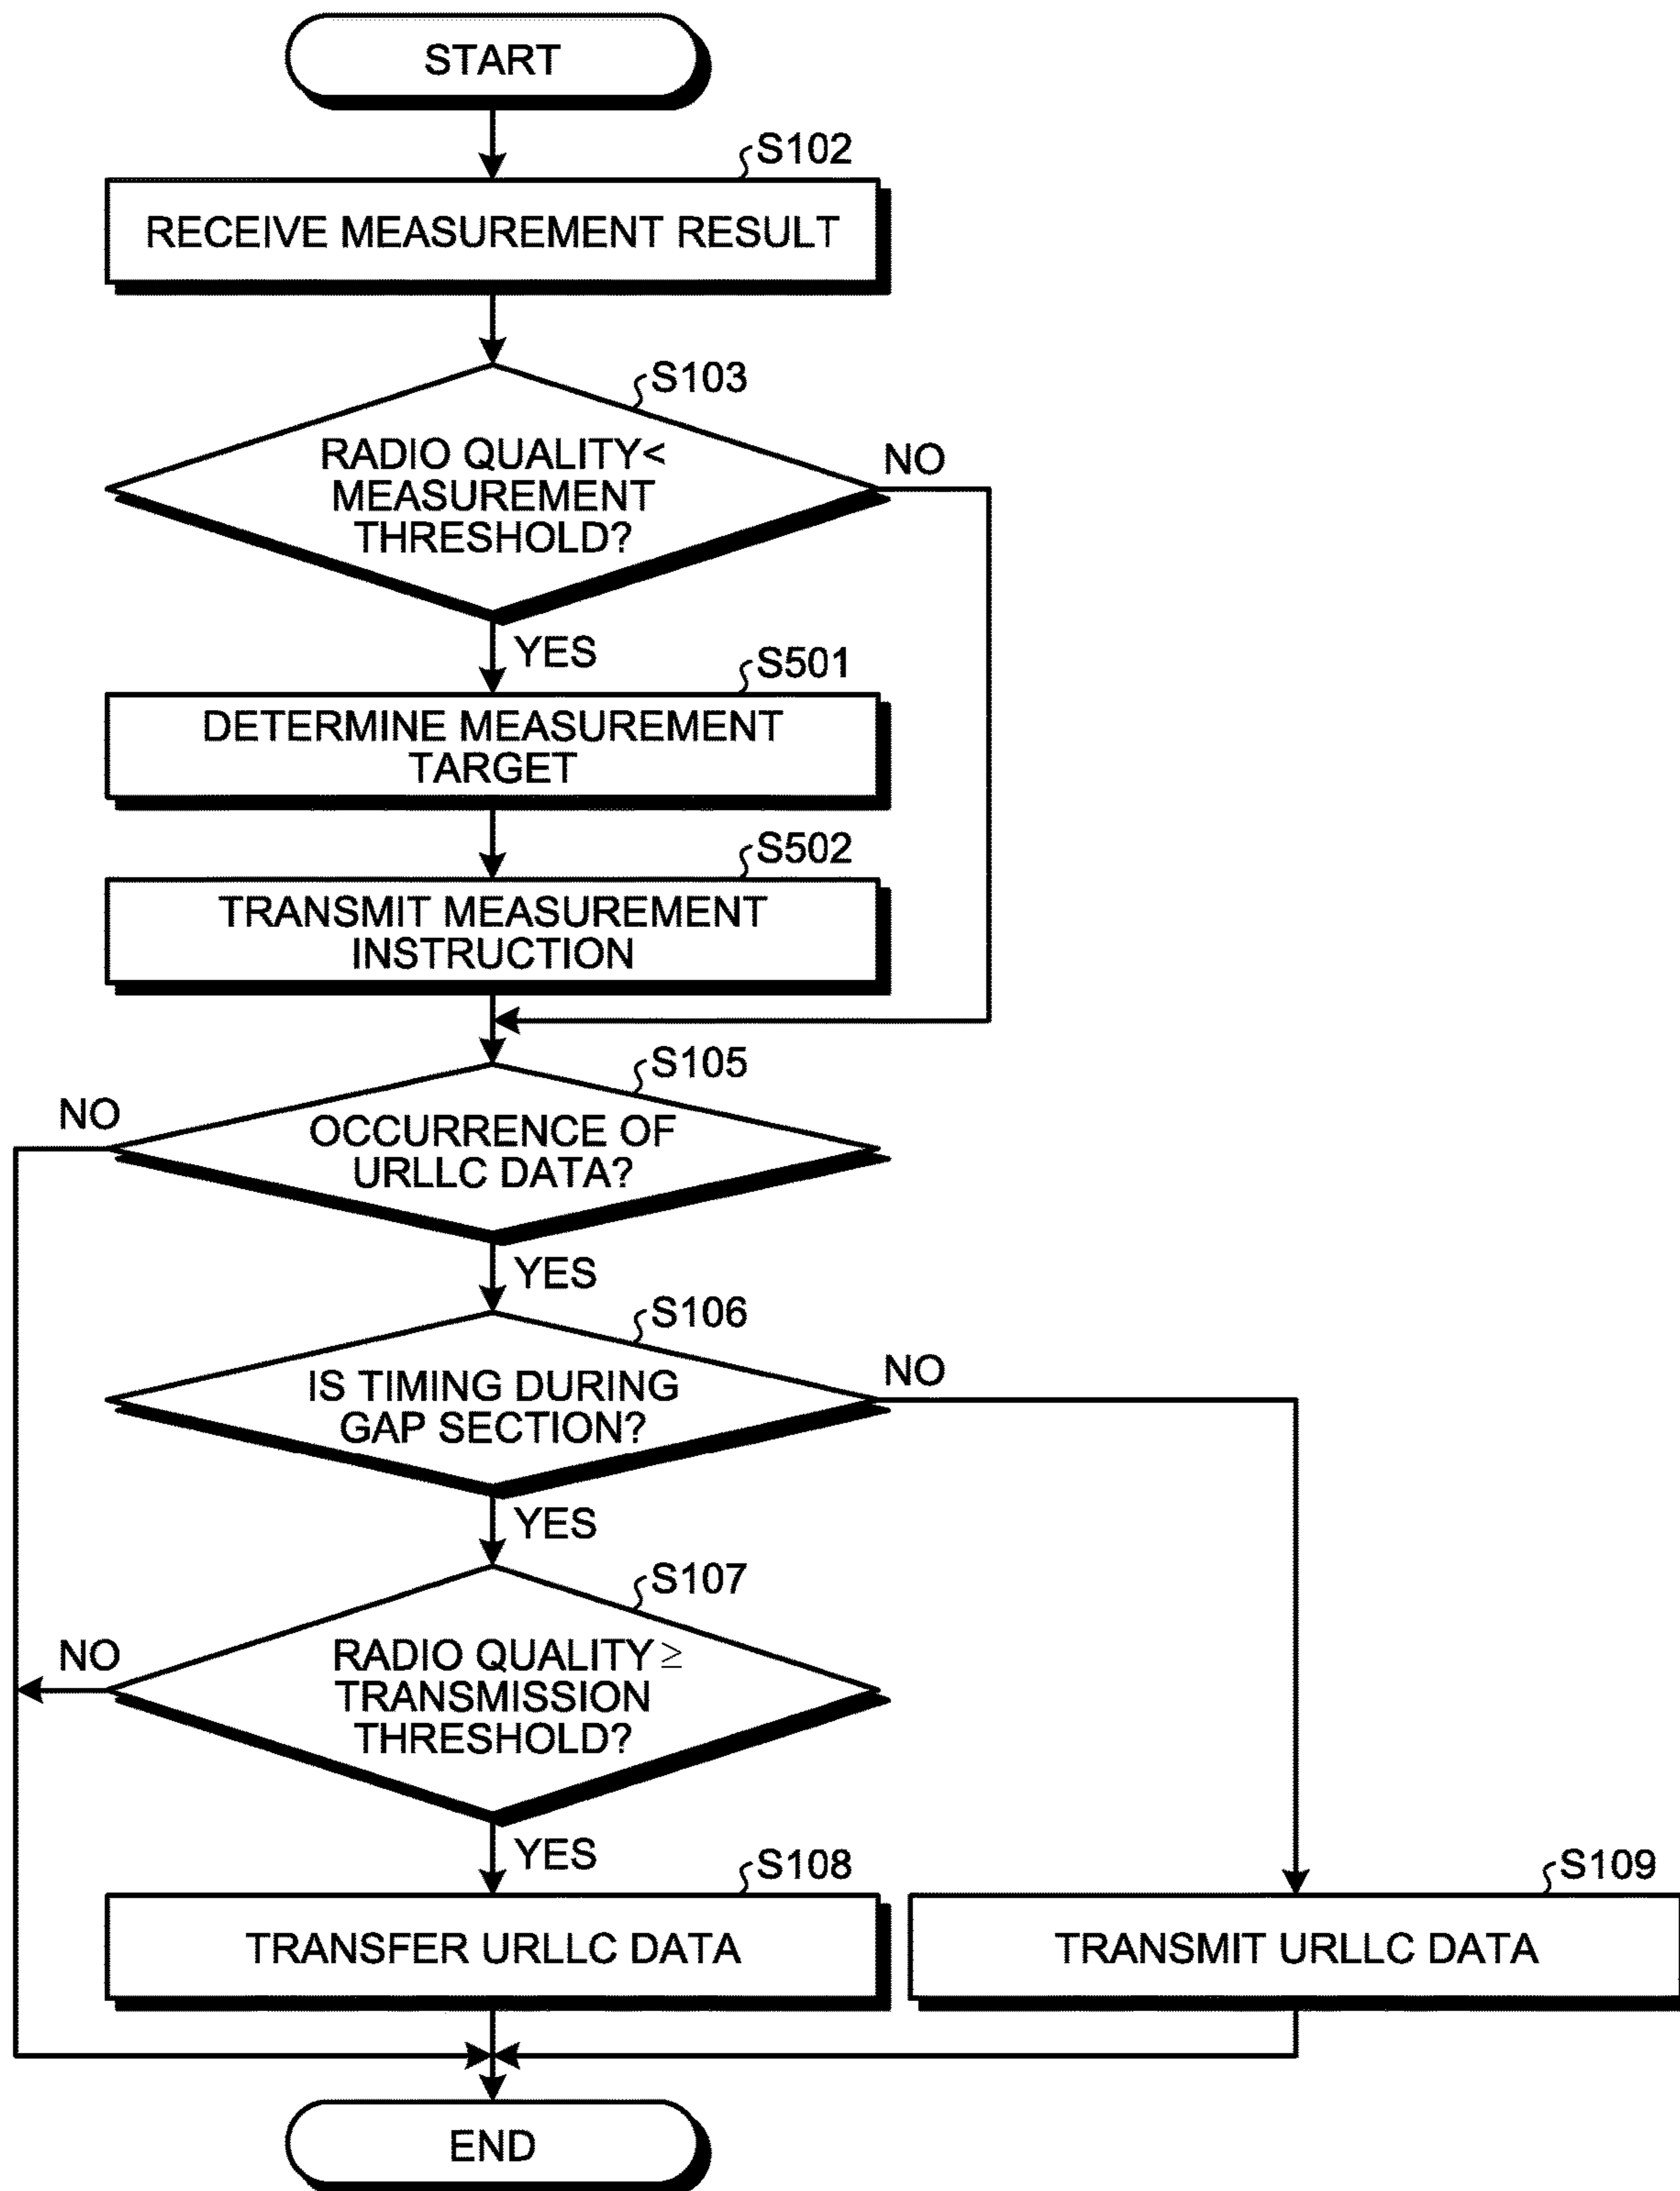 START
S102
RECEIVE MEASUREMENT RESULT
S103
RADIO QUALITY<
MEASUREMENT
THRESHOLD?
NO
YES
S501
DETERMINE MEASUREMENT
TARGET
S502
TRANSMIT MEASUREMENT
INSTRUCTION
S105
NO
OCCURRENCE OF
URLLC DATA?
YES
S106
IS TIMING DURING
GAP SECTION?
NO
YES
S107
NO
RADIO QUALITY ≥
TRANSMISSION
THRESHOLD?
YES
S108
TRANSFER URLLC DATA
S109
TRANSMIT URLLC DATA
END